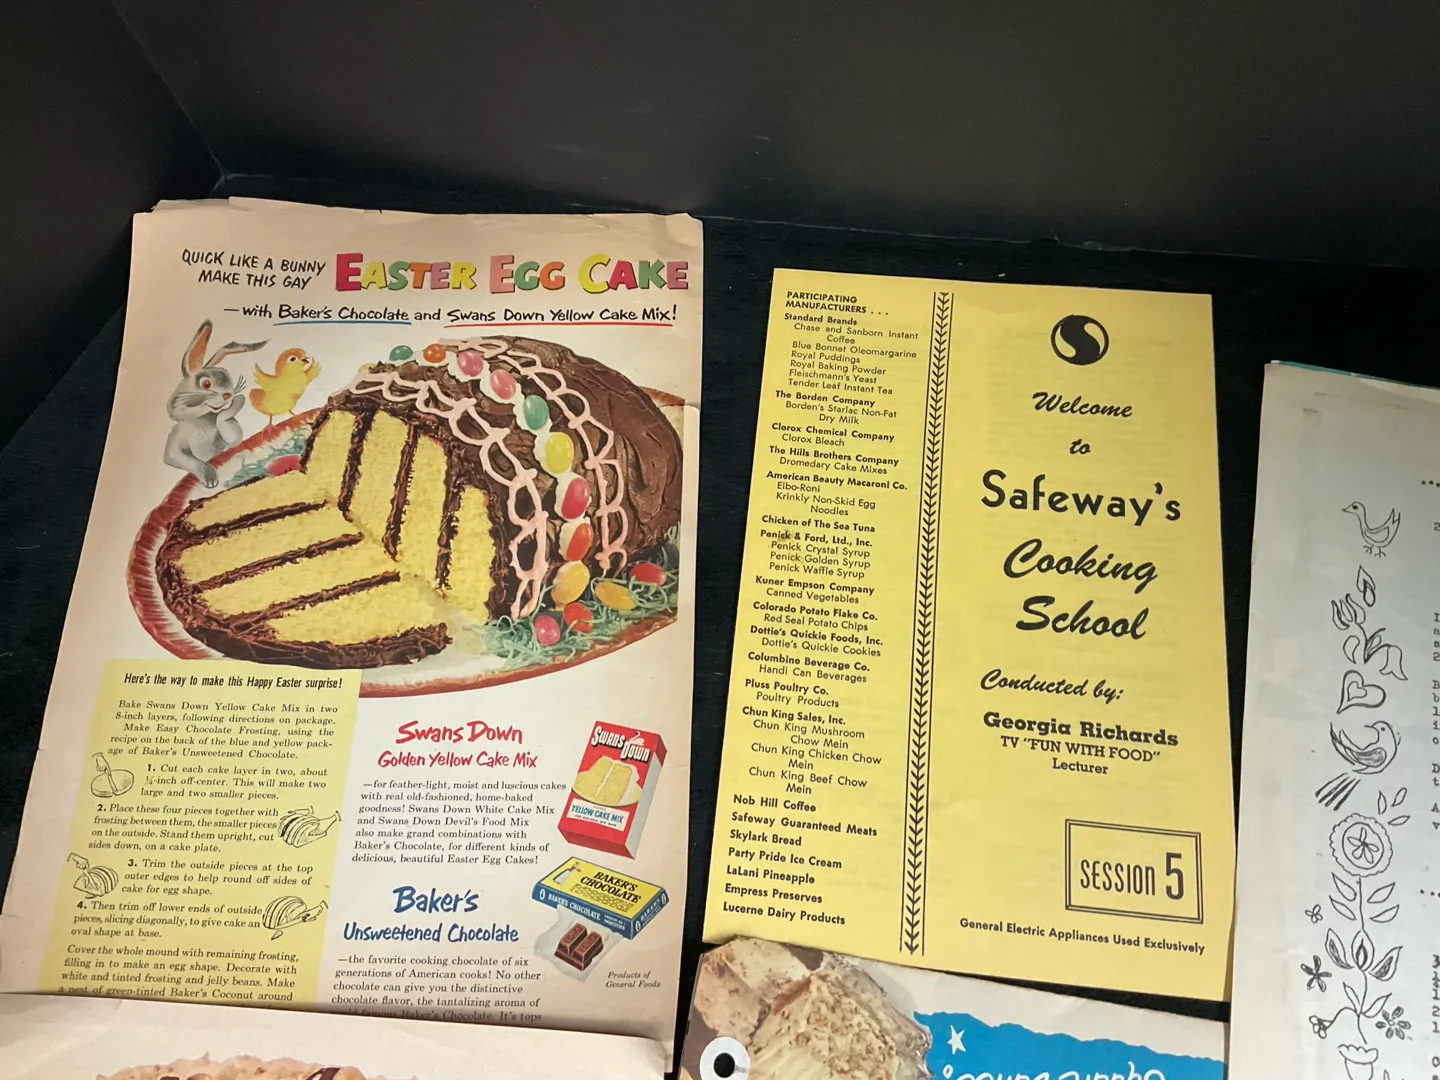 QUICK LIKE A BUNNY
MAKE THIS GAY
EASTER EGG CAKE
—with Baker's Chocolate and Swans Down Yellow Cake Mix!
Here's the way to make this Happy Easter surprise!
Bake Swans Down Yellow Cake Mix in two
8-inch layers, following directions on package.
Make Easy Chocolate Frosting, using the
recipe on the back of the blue and yellow pack-
age of Baker's Unsweetened Chocolate.
1. Cut each cake layer in two, about
½-inch off-center. This will make two
large and two smaller pieces.
2. Place these four pieces together with
frosting between them, the smaller pieces
on the outside. Stand them upright, cut
sides down, on a cake plate.
3. Trim the outside pieces at the top
outer edges to help round off sides of
cake for egg shape.
4. Then trim off lower ends of outside
pieces, slicing diagonally, to give cake an
oval shape at base.
Cover the whole mound with remaining frosting,
filling in to make an egg shape. Decorate with
white and tinted frosting and jelly beans. Make
a nest of green-tinted Baker's Coconut around
Swans Down
Golden Yellow Cake Mix
—for feather-light, moist and luscious cakes
with real old-fashioned, home-baked
goodness! Swans Down White Cake Mix
and Swans Down Devil's Food Mix
also make grand combinations with
Baker's Chocolate, for different kinds of
delicious, beautiful Easter Egg Cakes!
SWANS DOWN
YELLOW CAKE MIX
Baker's
Unsweetened Chocolate
—the favorite cooking chocolate of six
generations of American cooks! No other
chocolate can give you the distinctive
chocolate flavor, the tantalizing aroma of
famous Baker's Chocolate. It's tops
BAKER'S
CHOCOLATE
BAKER'S CHOCOLATE
Products of
General Foods
PARTICIPATING
MANUFACTURERS . . .
Standard Brands
Chase and Sanborn Instant
Coffee
Blue Bonnet Oleomargarine
Royal Puddings
Royal Baking Powder
Fleischmann's Yeast
Tender Leaf Instant Tea
The Borden Company
Borden's Starlac Non-Fat
Dry Milk
Clorox Chemical Company
Clorox Bleach
The Hills Brothers Company
Dromedary Cake Mixes
American Beauty Macaroni Co.
Elbo-Roni
Krinkly Non-Skid Egg
Noodles
Chicken of The Sea Tuna
Penick & Ford, Ltd., Inc.
Penick Crystal Syrup
Penick Golden Syrup
Penick Waffle Syrup
Kuner Empson Company
Canned Vegetables
Colorado Potato Flake Co.
Red Seal Potato Chips
Dottie's Quickie Foods, Inc.
Dottie's Quickie Cookies
Columbine Beverage Co.
Handi Can Beverages
Pluss Poultry Co.
Poultry Products
Chun King Sales, Inc.
Chun King Mushroom
Chow Mein
Chun King Chicken Chow
Mein
Chun King Beef Chow
Mein
Nob Hill Coffee
Safeway Guaranteed Meats
Skylark Bread
Party Pride Ice Cream
LaLani Pineapple
Empress Preserves
Lucerne Dairy Products
Welcome
to
Safeway's
Cooking
School
Conducted by:
Georgia Richards
TV "FUN WITH FOOD"
Lecturer
SESSION 5
General Electric Appliances Used Exclusively